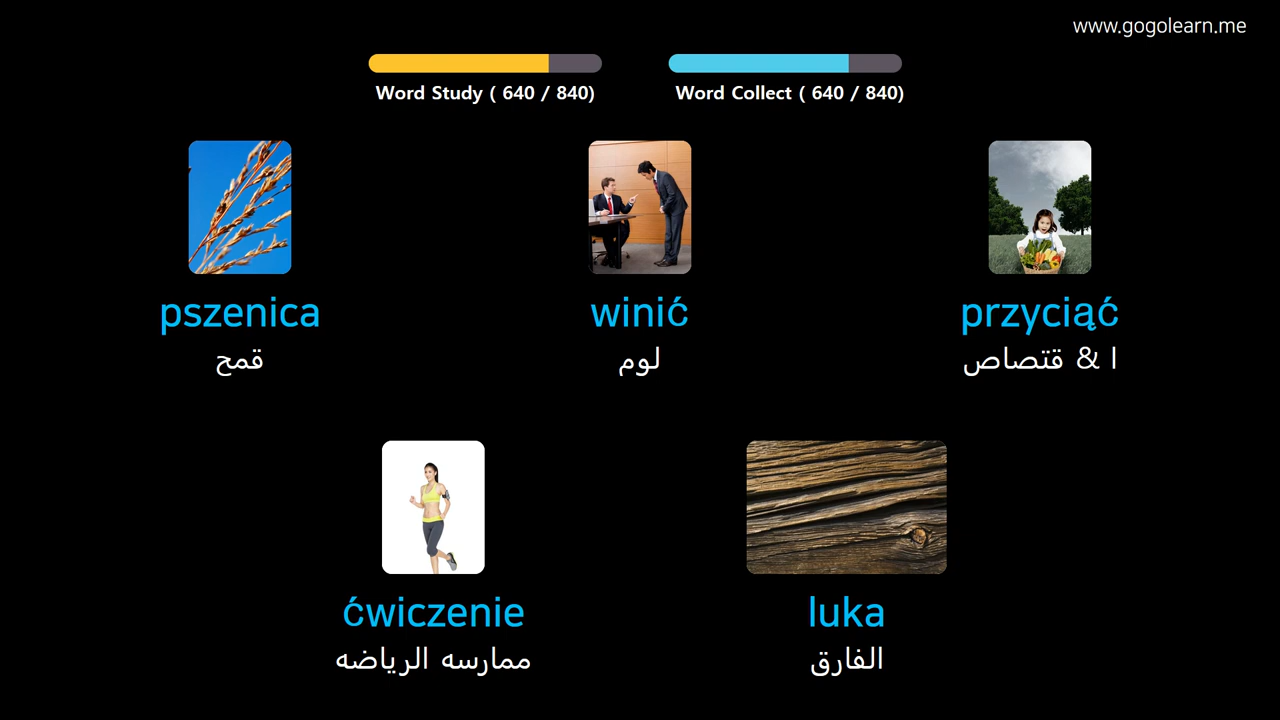 www.gogolearn.me
Word Study ( 640 / 840)
Word Collect ( 640 / 840)
pszenica
قمح
winić
لوم
przyciąć
ا & قتصاص
ćwiczenie
ممارسه الرياضه
luka
الفارق